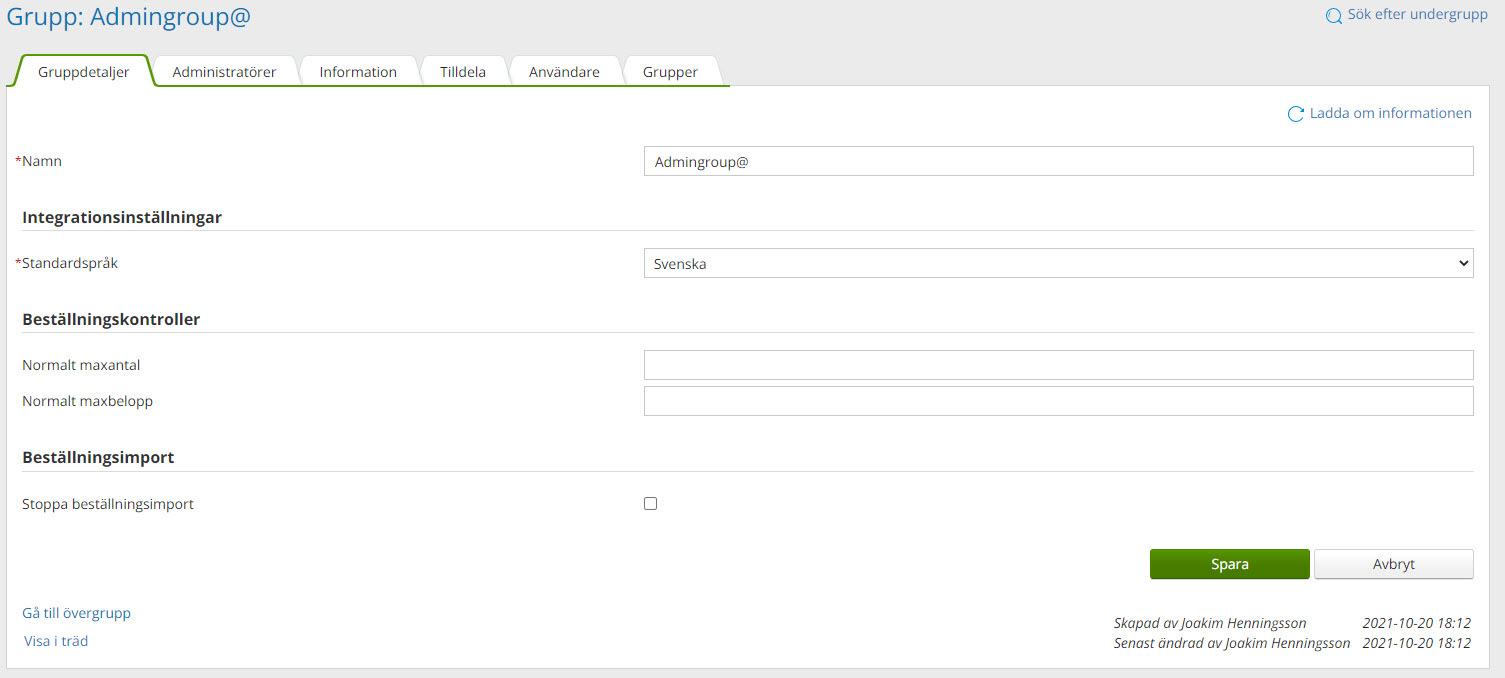 Grupp: Admingroup@
Sök efter undergrupp
Gruppdetaljer Administratörer Information Tilldela Användare Grupper
Ladda om informationen
*Namn Admingroup@
Integrationsinställningar
*Standardspråk Svenska
Beställningskontroller
Normalt maxantal
Normalt maxbelopp
Beställningsimport
Stoppa beställningsimport
Spara Avbryt
Gå till övergrupp
Visa i träd
Skapad av Joakim Henningsson 2021-10-20 18:12
Senast ändrad av Joakim Henningsson 2021-10-20 18:12